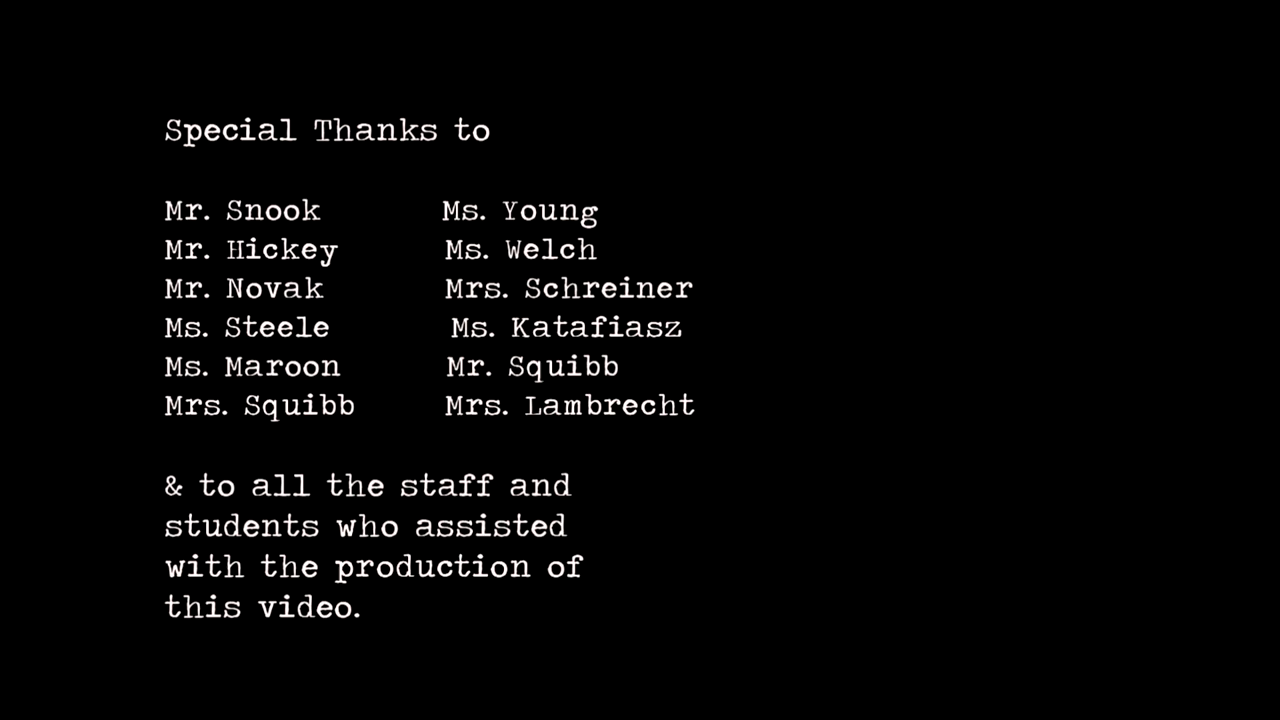 Special Thanks to
Mr. Snook Ms. Young
Mr. Hickey Ms. Welch
Mr. Novak Mrs. Schreiner
Ms. Steele Ms. Katafiasz
Ms. Maroon Mr. Squibb
Mrs. Squibb Mrs. Lambrecht
& to all the staff and
students who assisted
with the production of
this video.